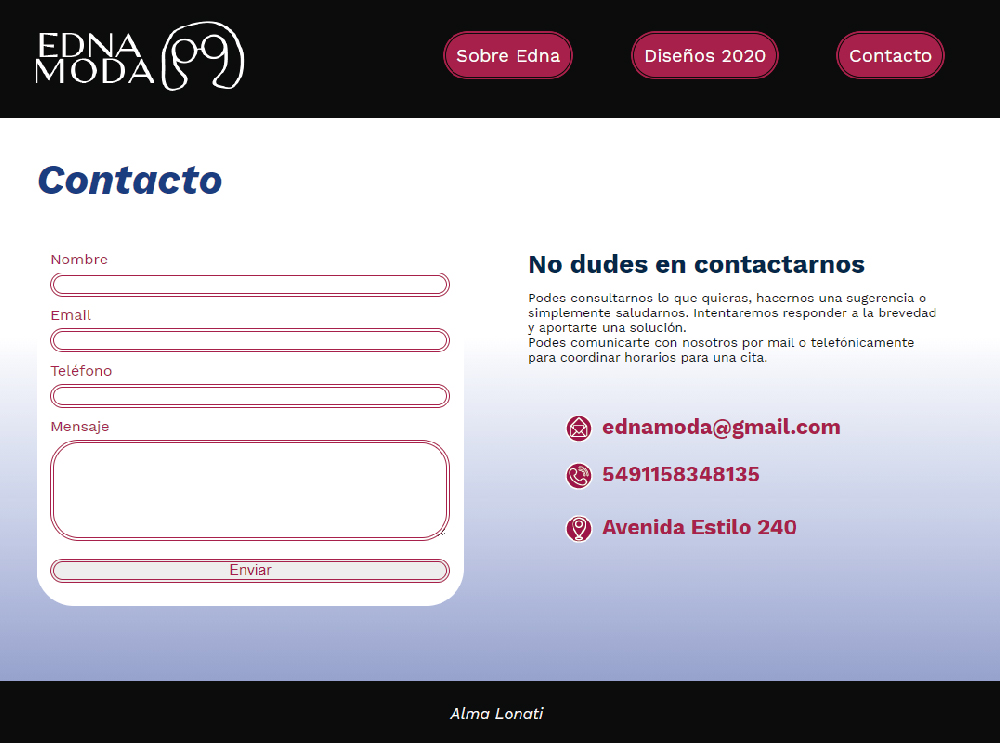 EDNA
MODA
Sobre Edna
Diseños 2020
Contacto
Contacto
Nombre
Email
Teléfono
Mensaje
Enviar
No dudes en contactarnos
Podes consultarnos lo que quieras, hacernos una sugerencia o
simplemente saludarnos. Intentaremos responder a la brevedad
y aportarte una solución.
Podes comunicarte con nosotros por mail o telefónicamente
para coordinar horarios para una cita.
ednamoda@gmail.com
5491158348135
Avenida Estilo 240
Alma Lonati